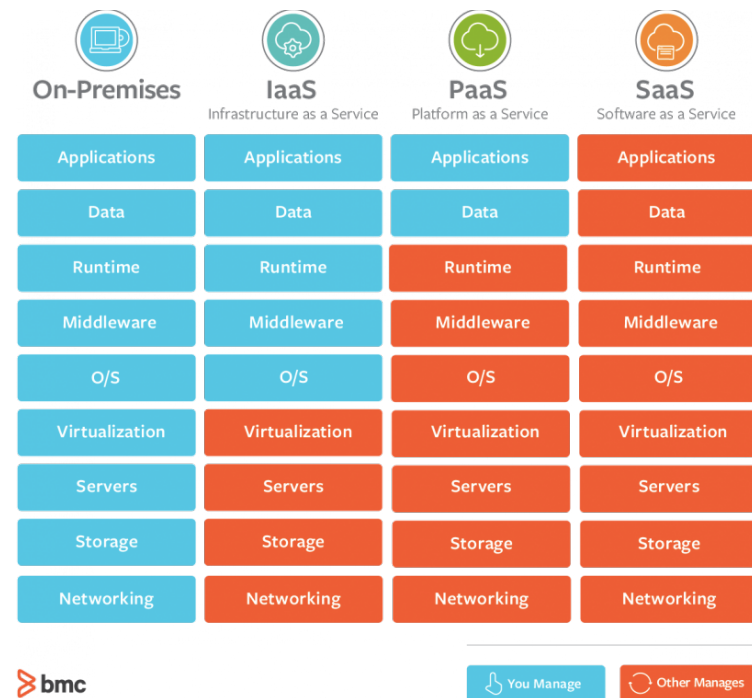 On-Premises IaaS PaaS SaaS
Infrastructure as a Service Platform as a Service Software as a Service
Applications Applications Applications Applications
Data Data Data Data
Runtime Runtime Runtime Runtime
Middleware Middleware Middleware Middleware
O/S O/S O/S O/S
Virtualization Virtualization Virtualization Virtualization
Servers Servers Servers Servers
Storage Storage Storage Storage
Networking Networking Networking Networking
bmc You Manage Other Manages